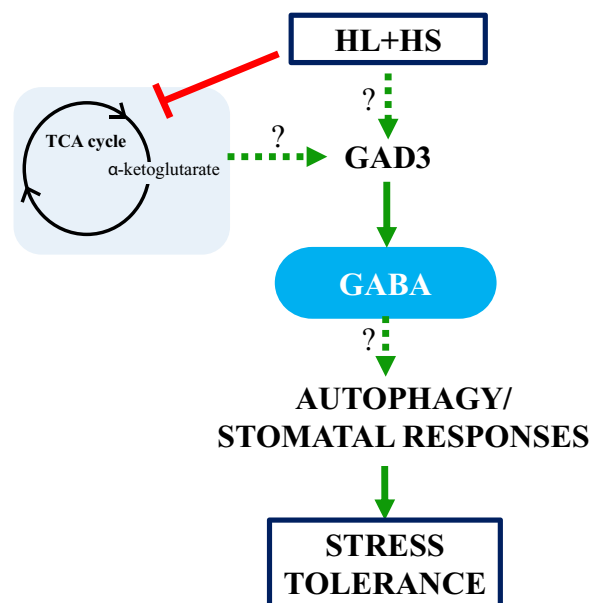 HL+HS
?
TCA cycle
?
α-ketoglutarate
GAD3
GABA
?
AUTOPHAGY/
STOMATAL RESPONSES
STRESS
TOLERANCE